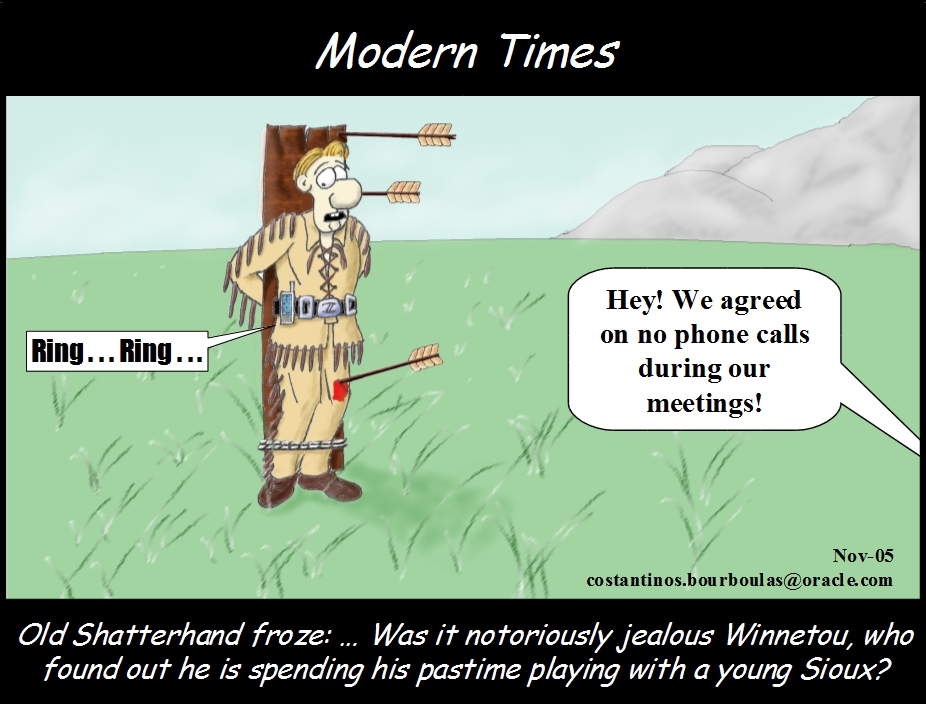 Modern Times
Ring . . . Ring . . .
Hey! We agreed
on no phone calls
during our
meetings!
Nov-05
costantinos.bourboulas@oracle.com
Old Shatterhand froze: ... Was it notoriously jealous Winnetou, who
found out he is spending his pastime playing with a young Sioux?